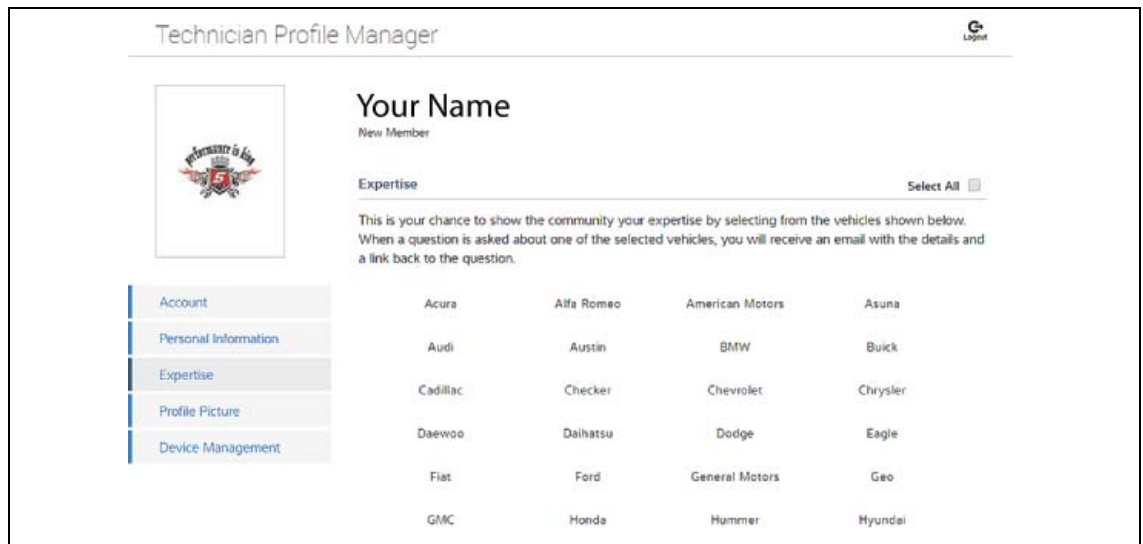 Technician Profile Manager
Logout
performance is king
S
Your Name
New Member
Expertise
Select All
This is your chance to show the community your expertise by selecting from the vehicles shown below.
When a question is asked about one of the selected vehicles, you will receive an email with the details and
a link back to the question.
Account
Personal Information
Expertise
Profile Picture
Device Management
Acura Alfa Romeo American Motors Asuna
Audi Austin BMW Buick
Cadillac Checker Chevrolet Chrysler
Daewoo Daihatsu Dodge Eagle
Fiat Ford General Motors Geo
GMC Honda Hummer Hyundai